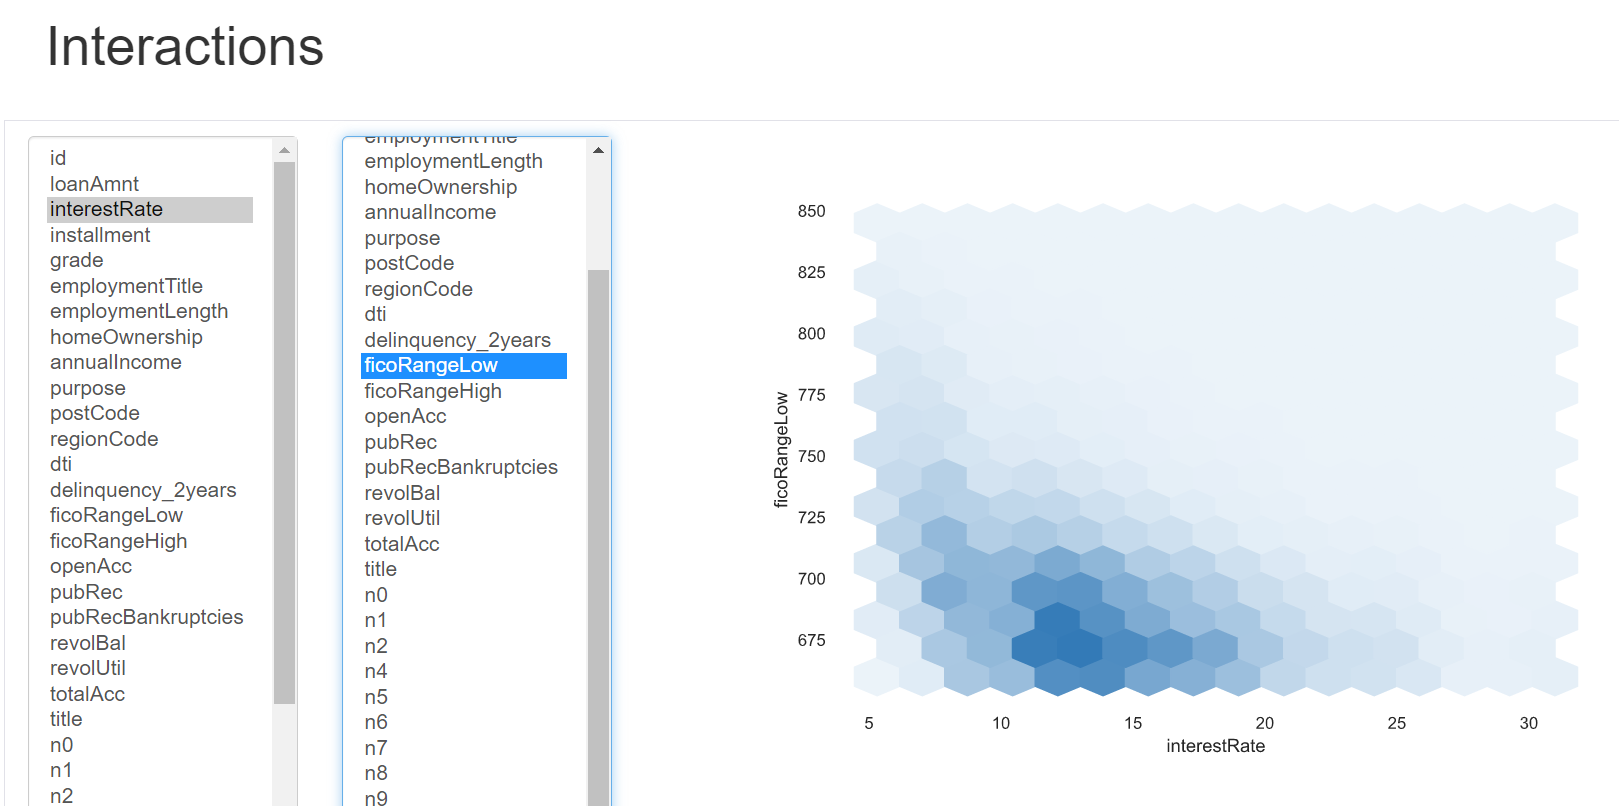 Interactions
id
loanAmnt
interestRate
installment
grade
employmentTitle
employmentLength
homeOwnership
annualIncome
purpose
postCode
regionCode
dti
delinquency_2years
ficoRangeLow
ficoRangeHigh
openAcc
pubRec
pubRecBankruptcies
revolBal
revolUtil
totalAcc
title
n0
n1
n2
employmentTitle
employmentLength
homeOwnership
annualIncome
purpose
postCode
regionCode
dti
delinquency_2years
ficoRangeLow
ficoRangeHigh
openAcc
pubRec
pubRecBankruptcies
revolBal
revolUtil
totalAcc
title
n0
n1
n2
n4
n5
n6
n7
n8
n9
850
825
800
775
750
725
700
675
ficoRangeLow
5 10 15 20 25 30
interestRate